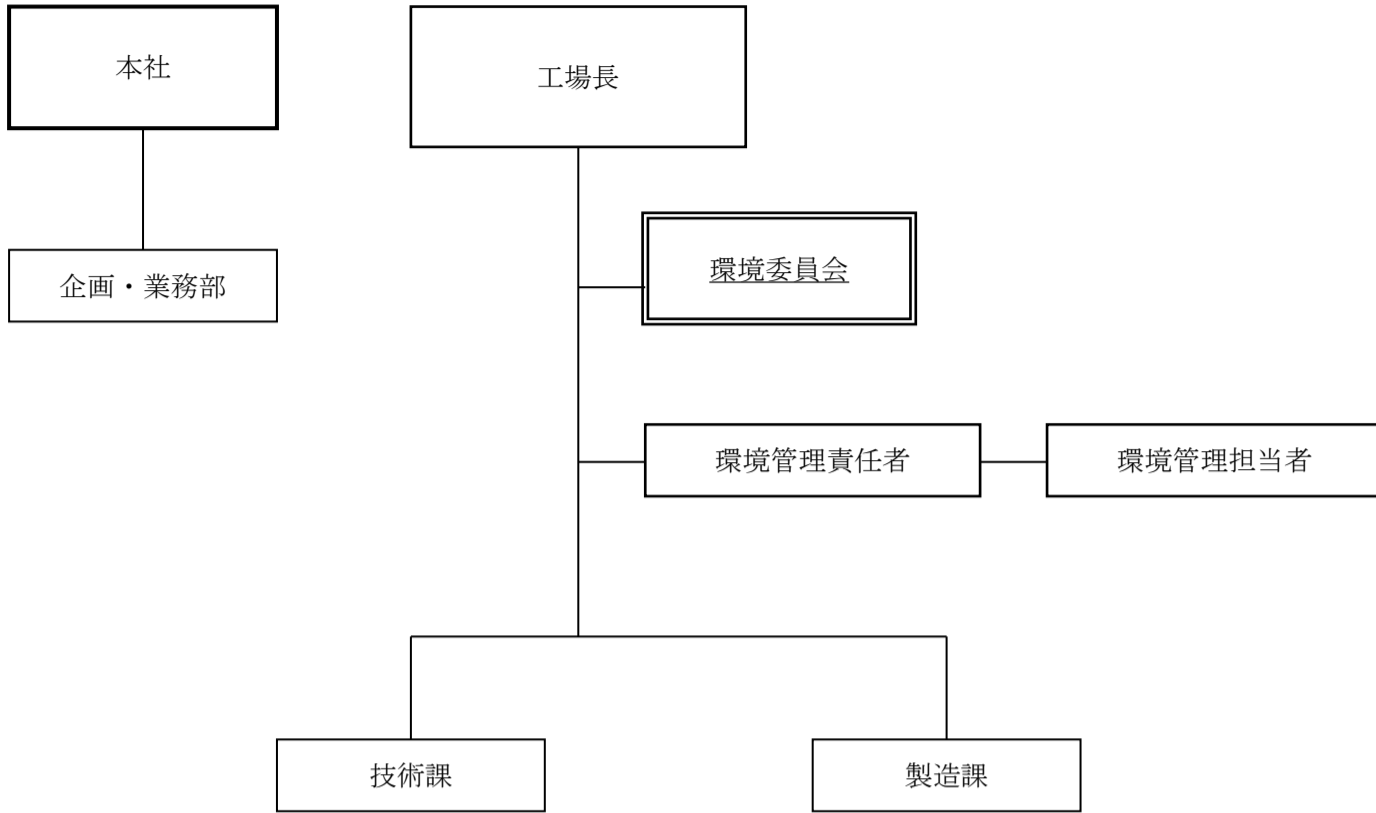 本社
工場長
企画・業務部
環境委員会
環境管理責任者
環境管理担当者
技術課
製造課